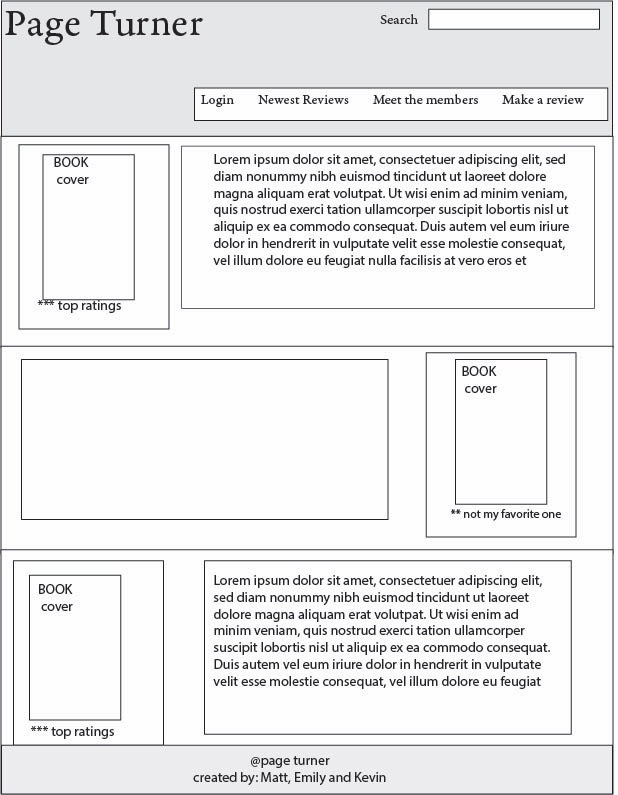 Page Turner
Search
Login Newest Reviews Meet the members Make a review
BOOK
cover
*** top ratings
Lorem ipsum dolor sit amet, consectetuer adipiscing elit, sed
diam nonummy nibh euismod tincidunt ut laoreet dolore
magna aliquam erat volutpat. Ut wisi enim ad minim veniam,
quis nostrud exerci tation ullamcorper suscipit lobortis nisl ut
aliquip ex ea commodo consequat. Duis autem vel eum iriure
dolor in hendrerit in vulputate velit esse molestie consequat,
vel illum dolore eu feugiat nulla facilisis at vero eros et
BOOK
cover
** not my favorite one
BOOK
cover
*** top ratings
Lorem ipsum dolor sit amet, consectetuer adipiscing elit,
sed diam nonummy nibh euismod tincidunt ut laoreet
dolore magna aliquam erat volutpat. Ut wisi enim ad
minim veniam, quis nostrud exerci tation ullamcorper
suscipit lobortis nisl ut aliquip ex ea commodo consequat.
Duis autem vel eum iriure dolor in hendrerit in vulputate
velit esse molestie consequat, vel illum dolore eu feugiat
@page turner
created by: Matt, Emily and Kevin